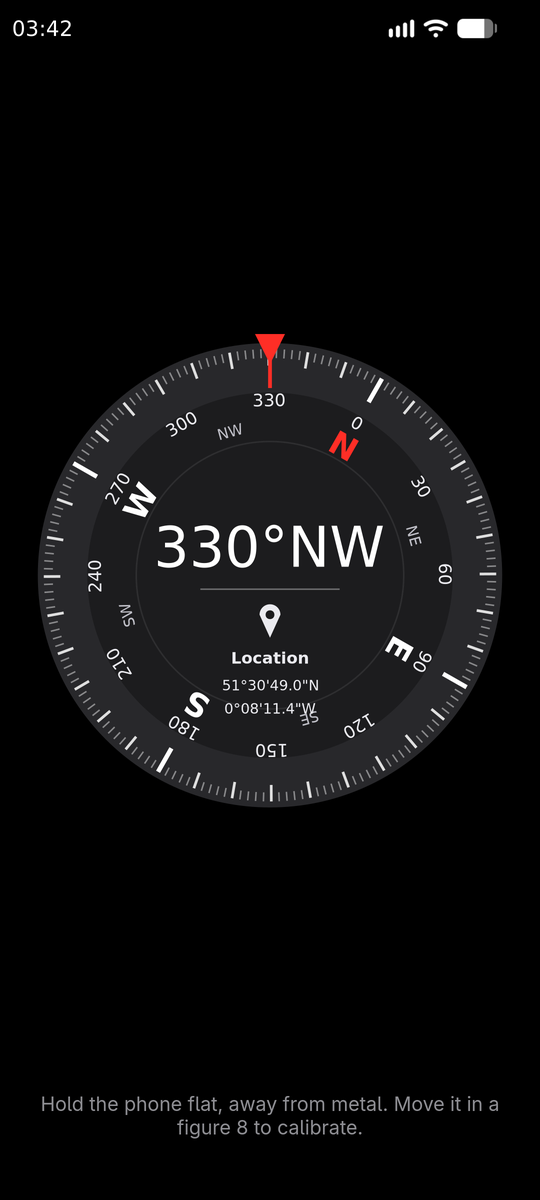 03:42
330
300
0
NW
N
270
30
W
NE
330°NW
240
60
SW
E
Location
210
90
51°30'49.0"N
S
0°08'11.4"W
SE
180
120
150
Hold the phone flat, away from metal. Move it in a
figure 8 to calibrate.